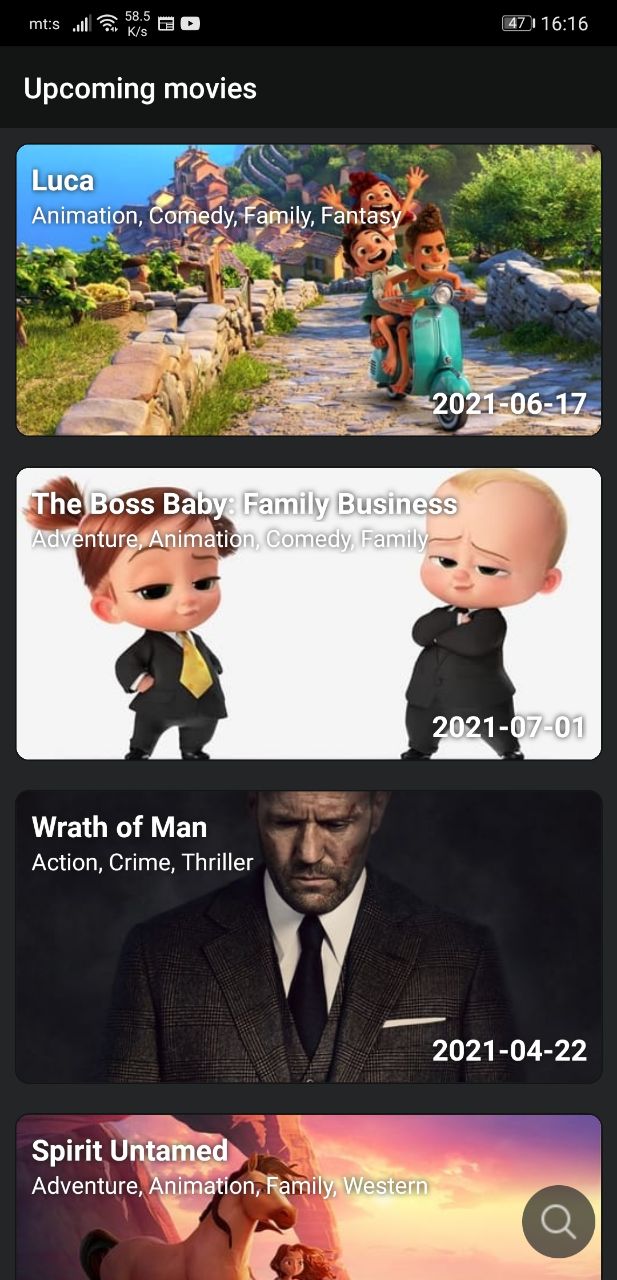 mt:s 58.5 K/s 47 16:16
Upcoming movies
Luca
Animation, Comedy, Family, Fantasy
2021-06-17
The Boss Baby: Family Business
Adventure, Animation, Comedy, Family
2021-07-01
Wrath of Man
Action, Crime, Thriller
2021-04-22
Spirit Untamed
Adventure, Animation, Family, Western